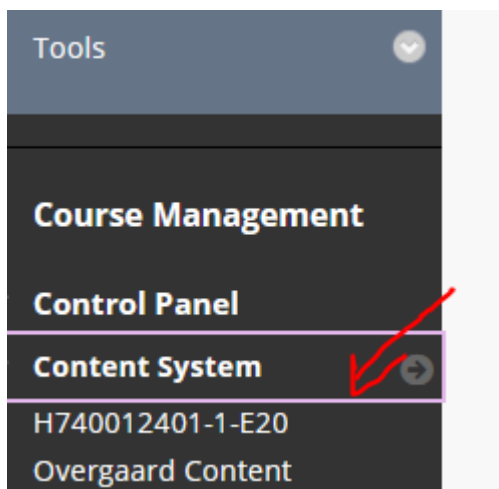 Tools
Course Management
Control Panel
Content System
H740012401-1-E20
Overgaard Content